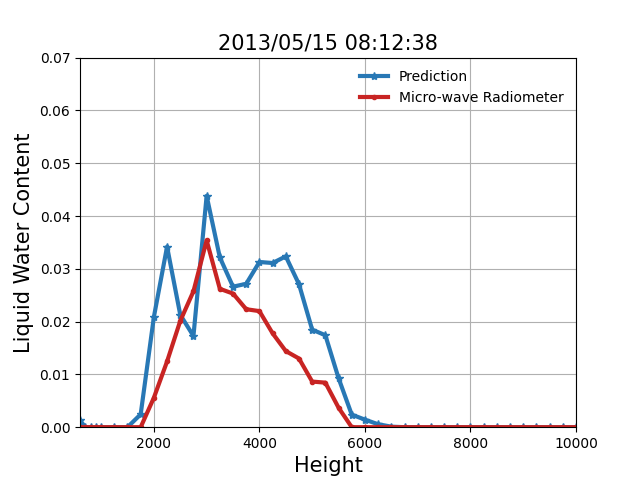 2013/05/15 08:12:38
0.07
0.06
0.05
0.04
0.03
0.02
0.01
0.00
Liquid Water Content
Prediction
Micro-wave Radiometer
2000 4000 6000 8000 10000
Height